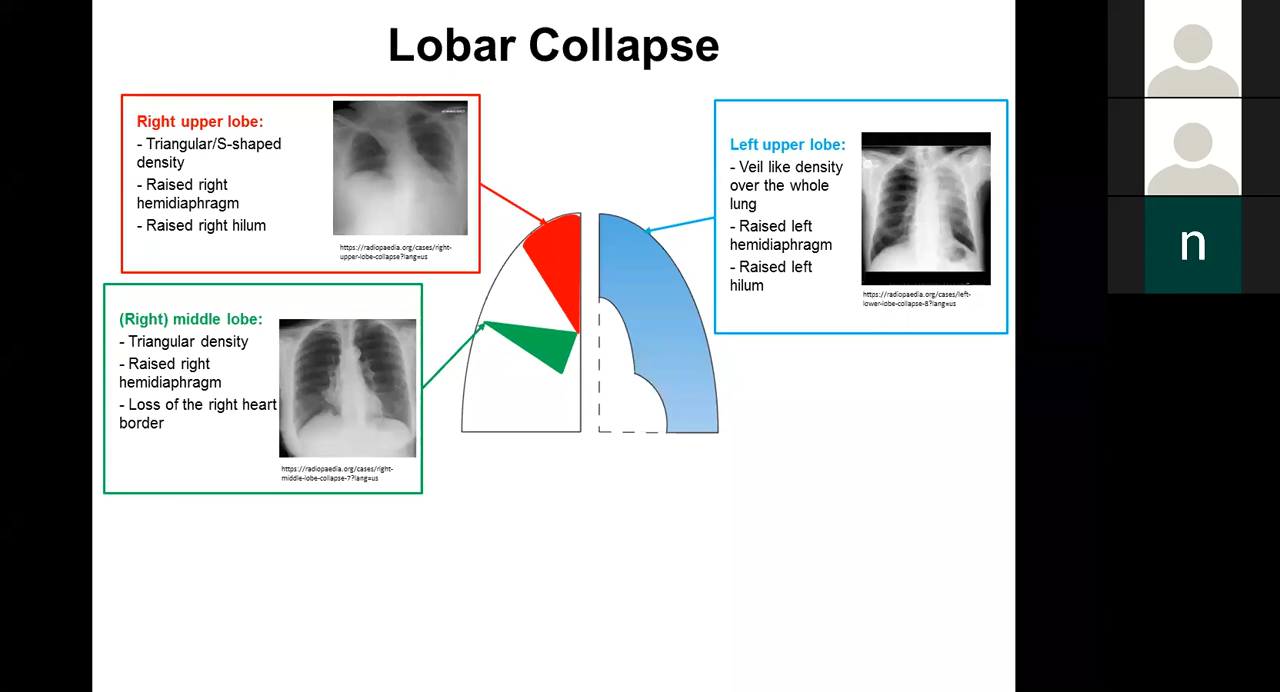 Lobar Collapse
Right upper lobe:
- Triangular/S-shaped
density
- Raised right
hemidiaphragm
- Raised right hilum
https://radiopaedia.org/cases/right-
upper-lobe-collapse?lang=us
Left upper lobe:
- Veil like density
over the whole
lung
- Raised left
hemidiaphragm
- Raised left
hilum
https://radiopaedia.org/cases/left-
lower-lobe-collapse-8?lang=us
n
(Right) middle lobe:
- Triangular density
- Raised right
hemidiaphragm
- Loss of the right heart
border
https://radiopaedia.org/cases/right-
middle-lobe-collapse-7?lang=us